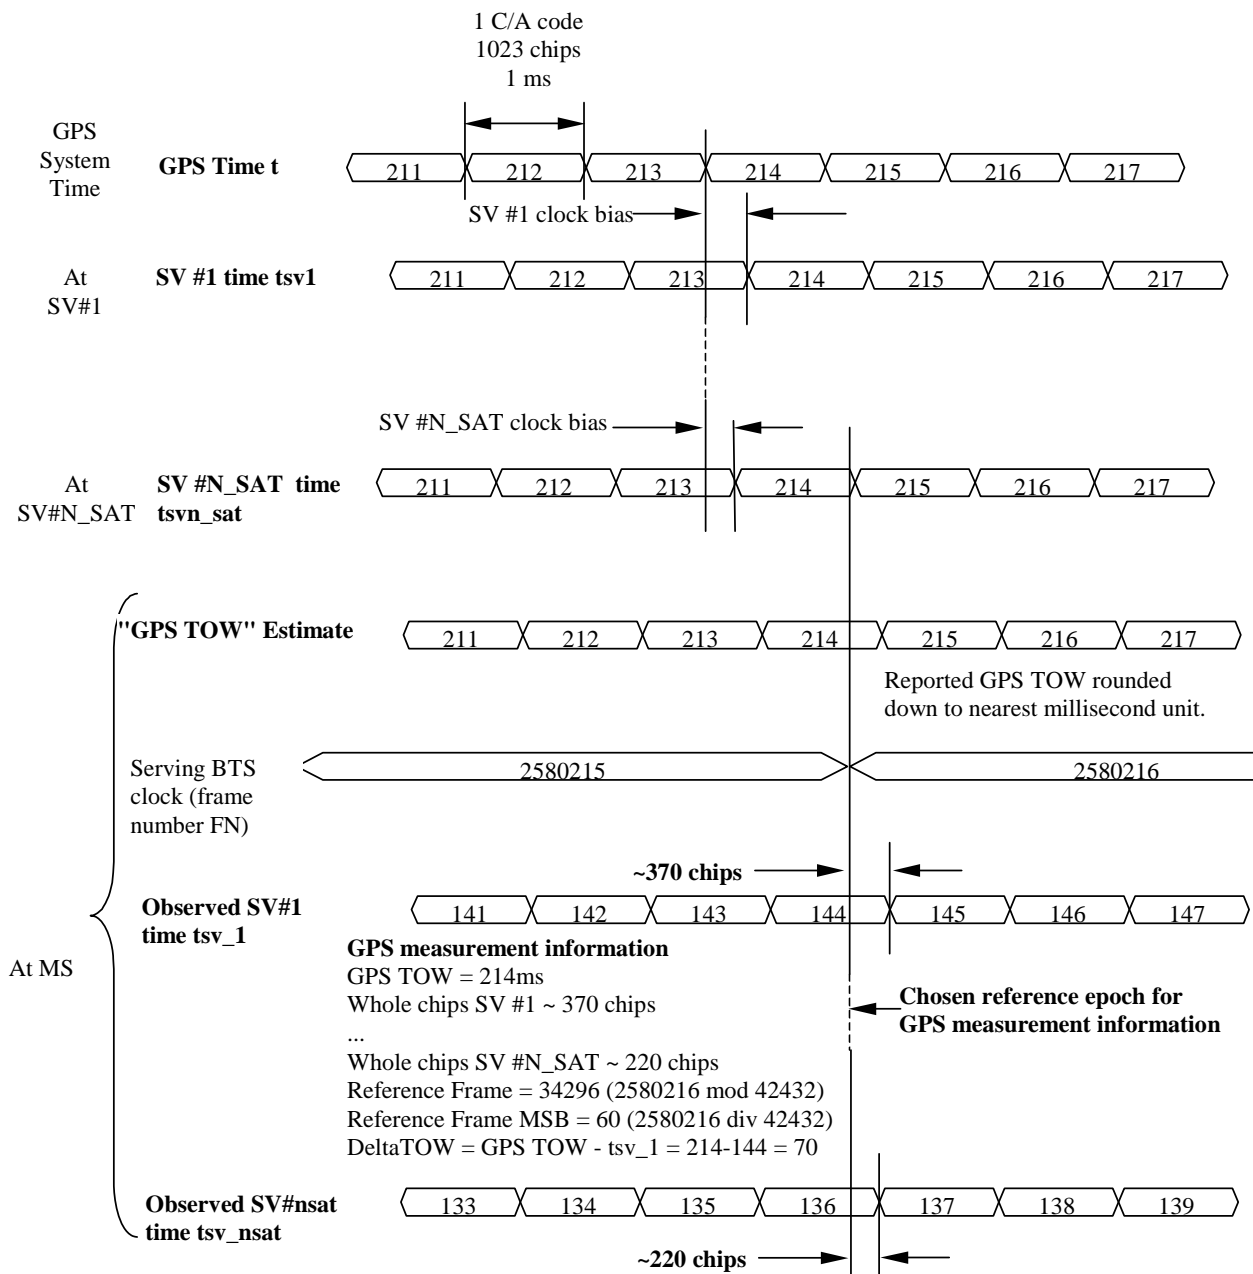 1 C/A code
1023 chips
1 ms
GPS
System
Time
GPS Time t
211 212 213 214 215 216 217
SV #1 clock bias
At
SV#1
SV #1 time tsv1
211 212 213 214 215 216 217
SV #N_SAT clock bias
At
SV#N_SAT
SV #N_SAT time
tsvn_sat
211 212 213 214 215 216 217
"GPS TOW" Estimate
211 212 213 214 215 216 217
Reported GPS TOW rounded
down to nearest millisecond unit.
Serving BTS
clock (frame
number FN)
2580215 2580216
~370 chips
Observed SV#1
time tsv_1
141 142 143 144 145 146 147
At MS
GPS measurement information
GPS TOW = 214ms
Whole chips SV #1 ~ 370 chips
...
Whole chips SV #N_SAT ~ 220 chips
Reference Frame = 34296 (2580216 mod 42432)
Reference Frame MSB = 60 (2580216 div 42432)
DeltaTOW = GPS TOW - tsv_1 = 214-144 = 70
Chosen reference epoch for
GPS measurement information
Observed SV#nsat
time tsv_nsat
133 134 135 136 137 138 139
~220 chips